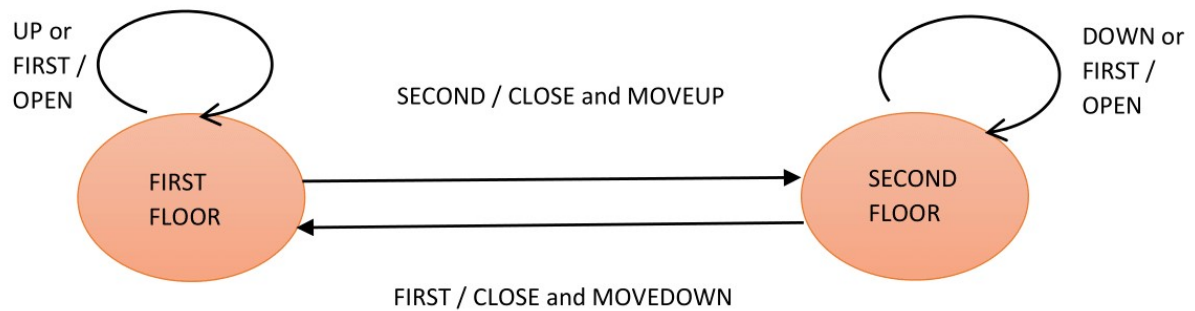 UP or
FIRST /
OPEN
SECOND / CLOSE and MOVEUP
DOWN or
FIRST /
OPEN
FIRST
FLOOR
SECOND
FLOOR
FIRST / CLOSE and MOVEDOWN